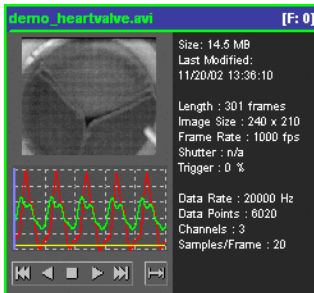 demo_heartvalve.avi [F: 0]
Size: 14.5 MB
Last Modified:
11/20/02 13:36:10
Length : 301 frames
Image Size : 240 x 210
Frame Rate : 1000 fps
Shutter : n/a
Trigger : 0 %
Data Rate : 20000 Hz
Data Points : 6020
Channels : 3
Samples/Frame : 20